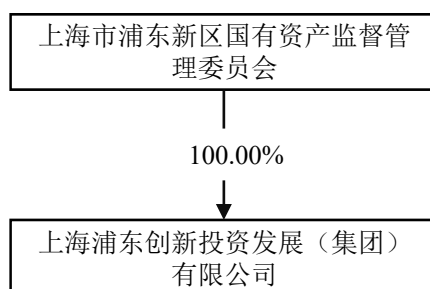 上海市浦东新区国有资产监督管
理委员会
100.00%
上海浦东创新投资发展（集团）
有限公司